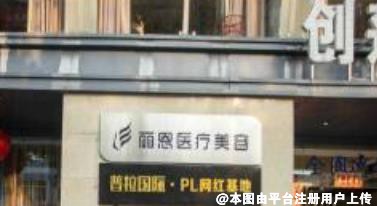 创
丽恩医疗美容
普拉国际·PL网红基地
@本图由平台注册用户上传